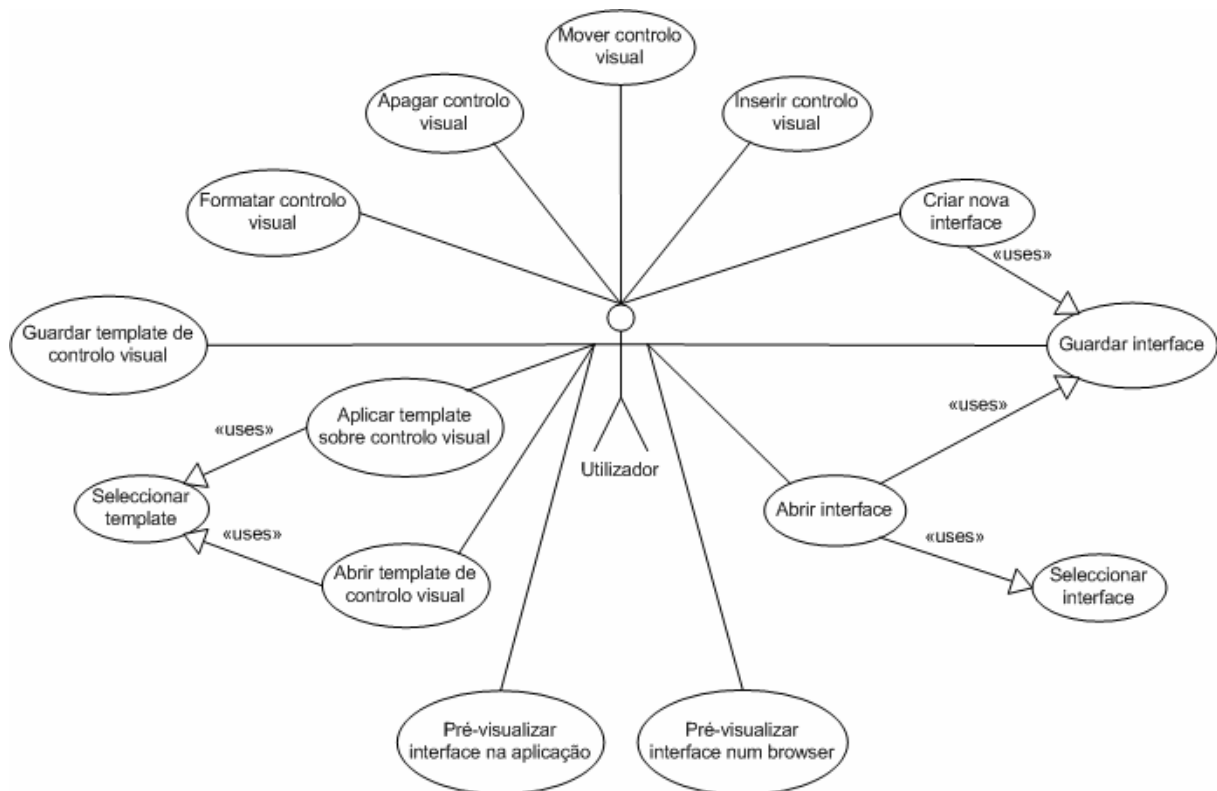 Mover controlo
visual
Apagar controlo
visual
Inserir controlo
visual
Formatar controlo
visual
Criar nova
interface
«uses»
Guardar template de
controlo visual
Guardar interface
Aplicar template
sobre controlo visual
«uses»
«uses»
Utilizador
Seleccionar
template
Abrir interface
«uses»
«uses»
Abrir template de
controlo visual
Seleccionar
interface
Pré-visualizar
interface na aplicação
Pré-visualizar
interface num browser